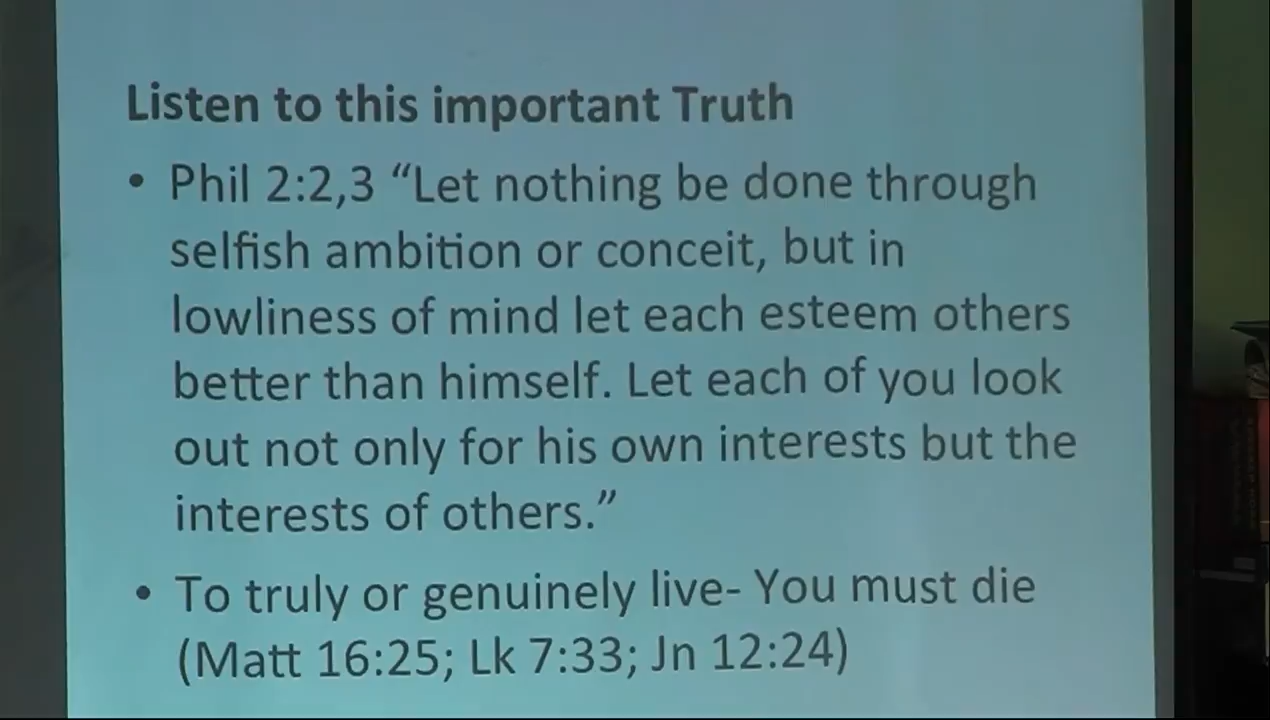 Listen to this important Truth
• Phil 2:2,3 “Let nothing be done through
selfish ambition or conceit, but in
lowliness of mind let each esteem others
better than himself. Let each of you look
out not only for his own interests but the
interests of others.”
• To truly or genuinely live- You must die
(Matt 16:25; Lk 7:33; Jn 12:24)